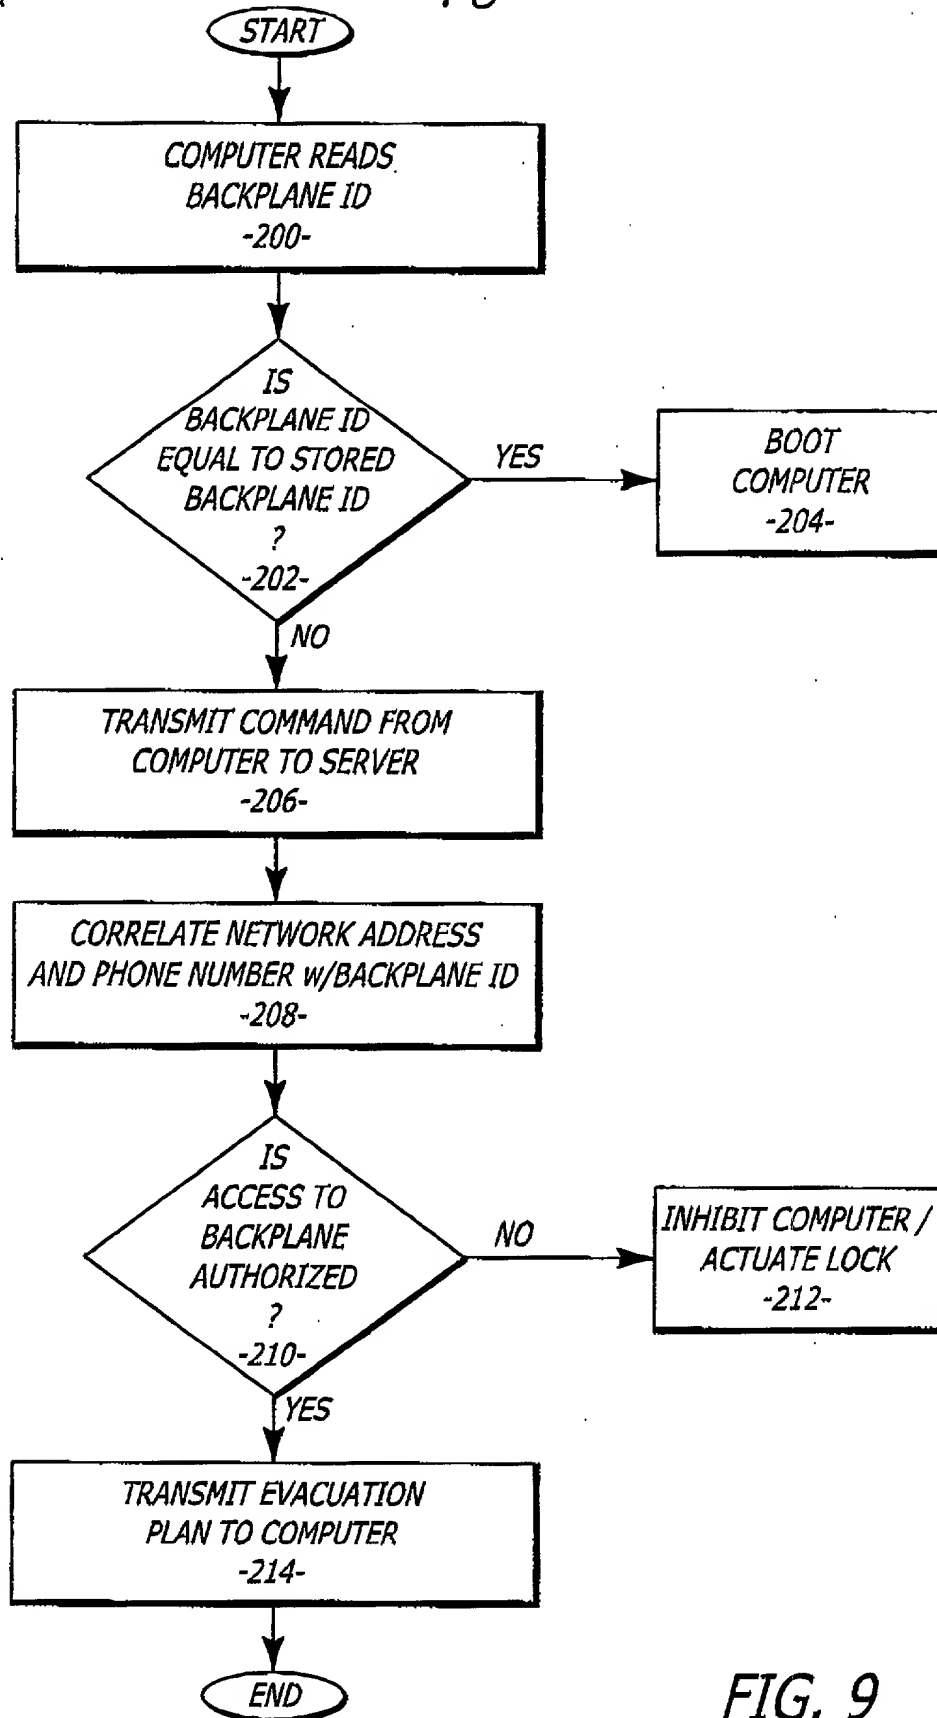 START
COMPUTER READS
BACKPLANE ID
-200-
IS
BACKPLANE ID
EQUAL TO STORED
BACKPLANE ID
?
-202-
YES
BOOT
COMPUTER
-204-
NO
TRANSMIT COMMAND FROM
COMPUTER TO SERVER
-206-
CORRELATE NETWORK ADDRESS
AND PHONE NUMBER w/BACKPLANE ID
-208-
IS
ACCESS TO
BACKPLANE
AUTHORIZED
?
-210-
NO
INHIBIT COMPUTER /
ACTUATE LOCK
-212-
YES
TRANSMIT EVACUATION
PLAN TO COMPUTER
-214-
END
FIG. 9